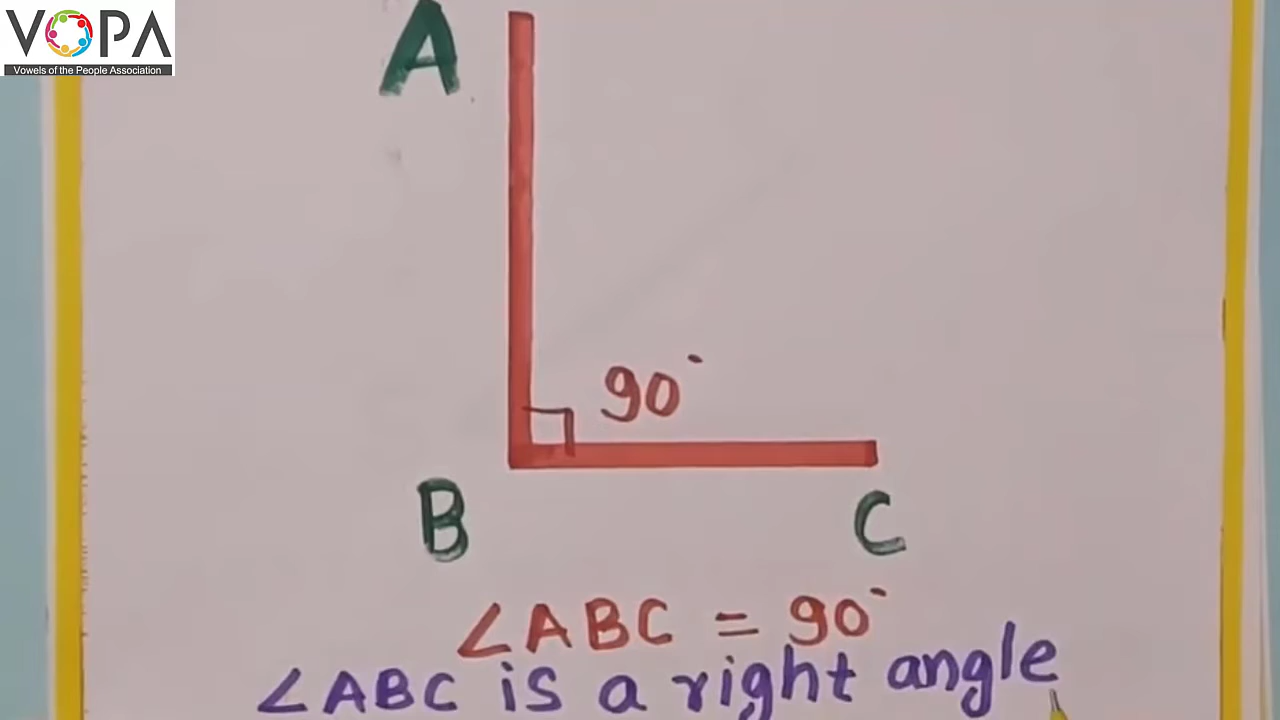 VOPA
Vowels of the People Association
A
90°
B
C
∠ABC = 90°
∠ABC is a right angle